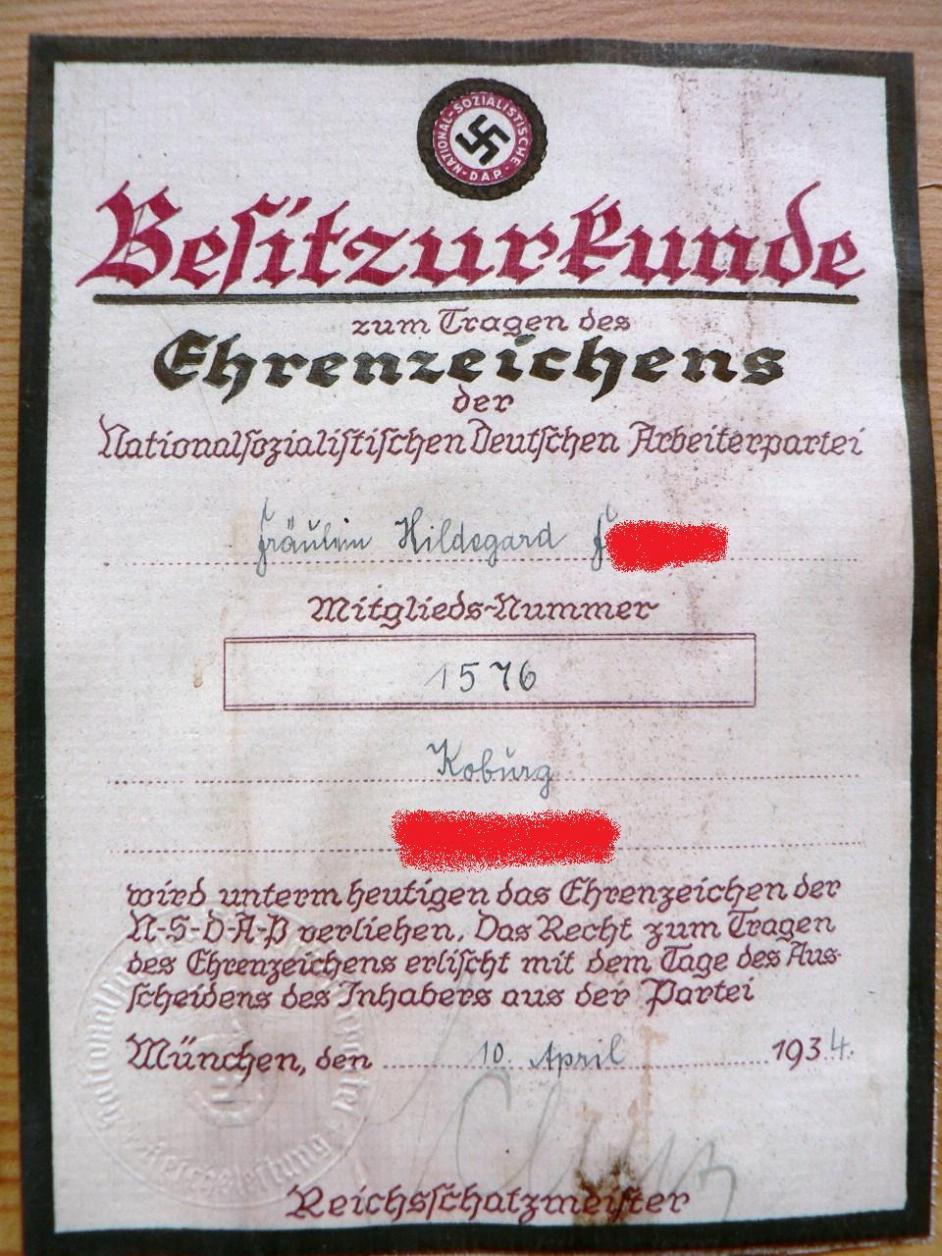 NATIONAL-SOZIALISTISCHE
D.A.P.
Besitzurkunde
zum Tragen des
Ehrenzeichens
der
Nationalsozialistischen Deutschen Arbeiterpartei
Fräulein Hildegard
Mitglieds-Nummer
1576
Koburg
wird unterm heutigen das Ehrenzeichen der
N-S-D-A-P verliehen. Das Recht zum Tragen
des Ehrenzeichens erlischt mit dem Tage des Aus-
scheidens des Inhabers aus der Partei
München, den 10. April 1934.
Reichsleitung
Reichsschatzmeister